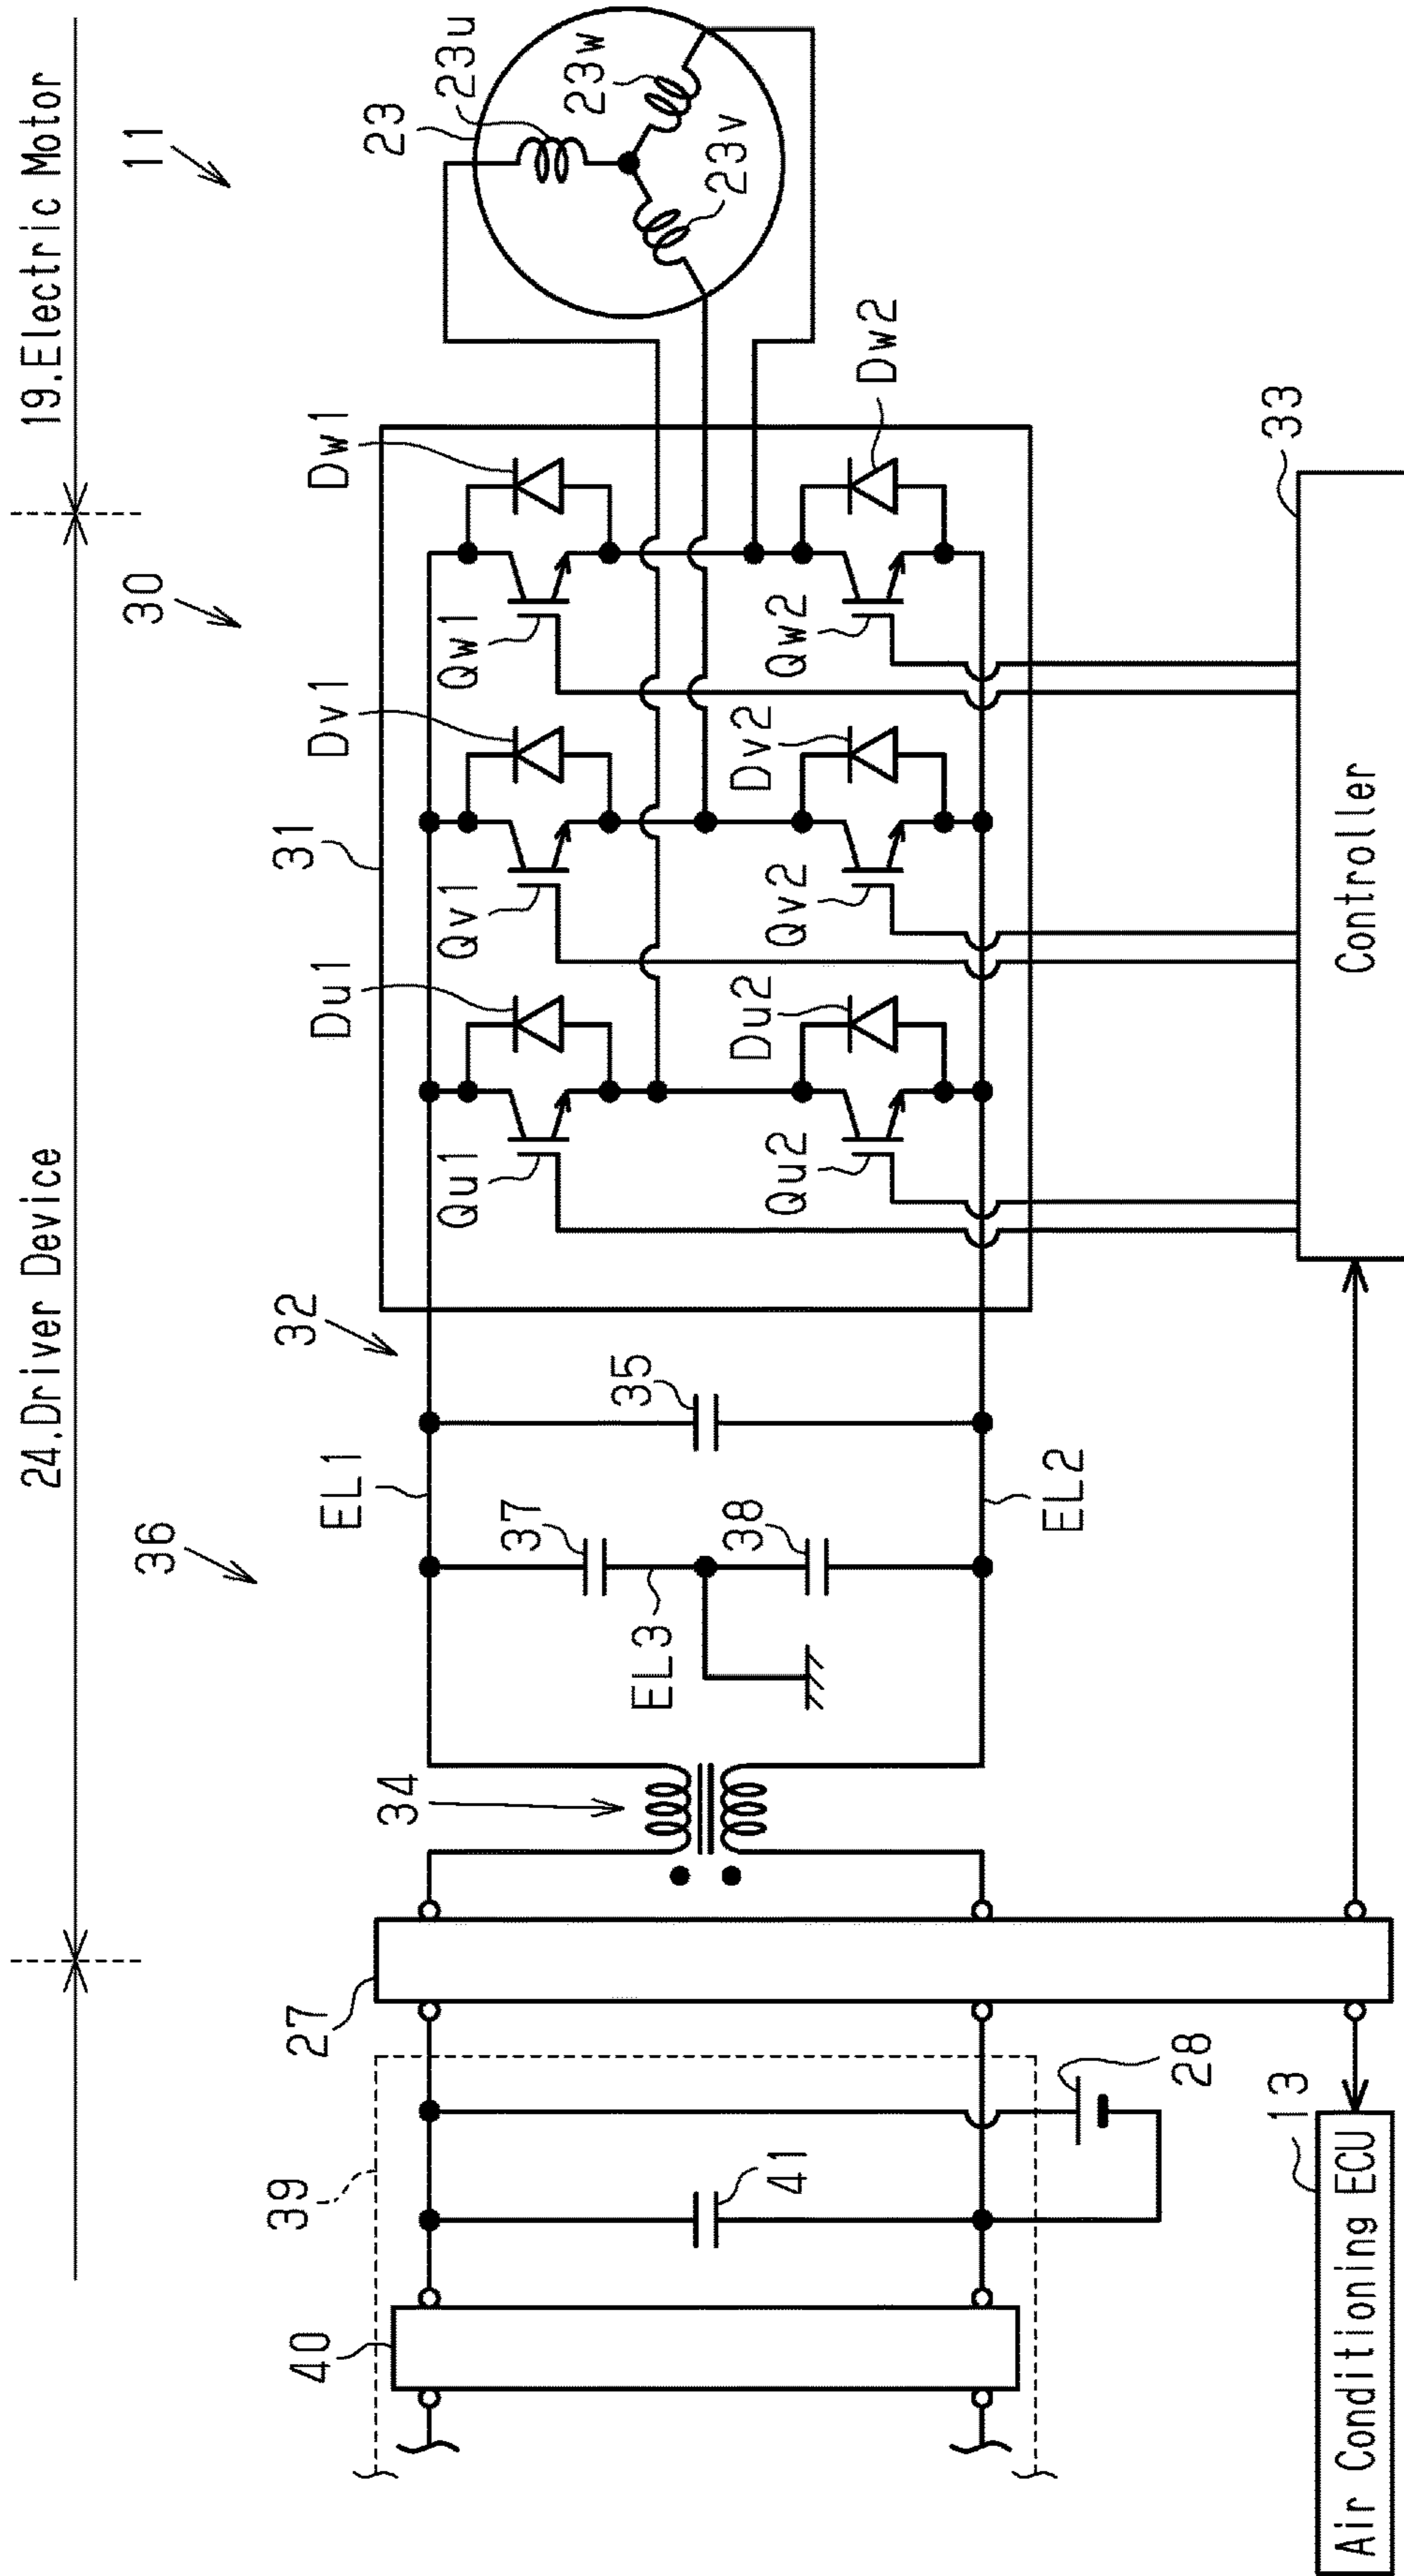 24.Driver Device
19.Electric Motor
36
30
11
39
27
34
EL1
32
31
Du1
Dv1
Dw1
23
40
23u
Qu1
Qv1
Qw1
37
23w
EL3
35
41
38
Du2
Dv2
23v
Qu2
Qv2
Qw2
Dw2
EL2
28
13
33
Air Conditioning ECU
Controller